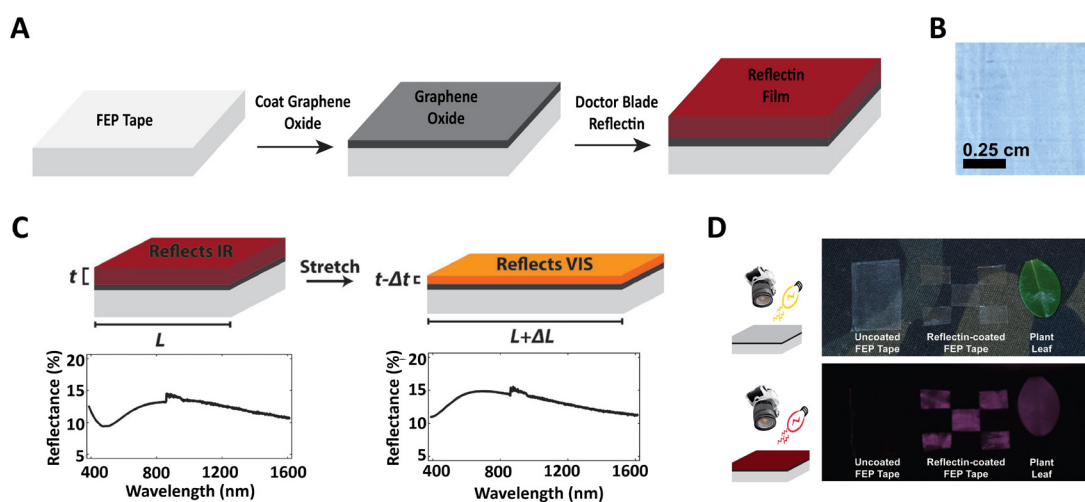 A
FEP Tape
Coat Graphene
Oxide
Graphene
Oxide
Doctor Blade
Reflectin
Reflectin
Film
B
0.25 cm
C
Reflects IR
t
L
Stretch
Reflects VIS
t-Δt
L+ΔL
Reflectance (%)
20
15
10
5
400
800
1200
1600
Wavelength (nm)
Reflectance (%)
20
15
10
5
400
800
1200
1600
Wavelength (nm)
D
Uncoated
FEP Tape
Reflectin-coated
FEP Tape
Plant
Leaf
Uncoated
FEP Tape
Reflectin-coated
FEP Tape
Plant
Leaf